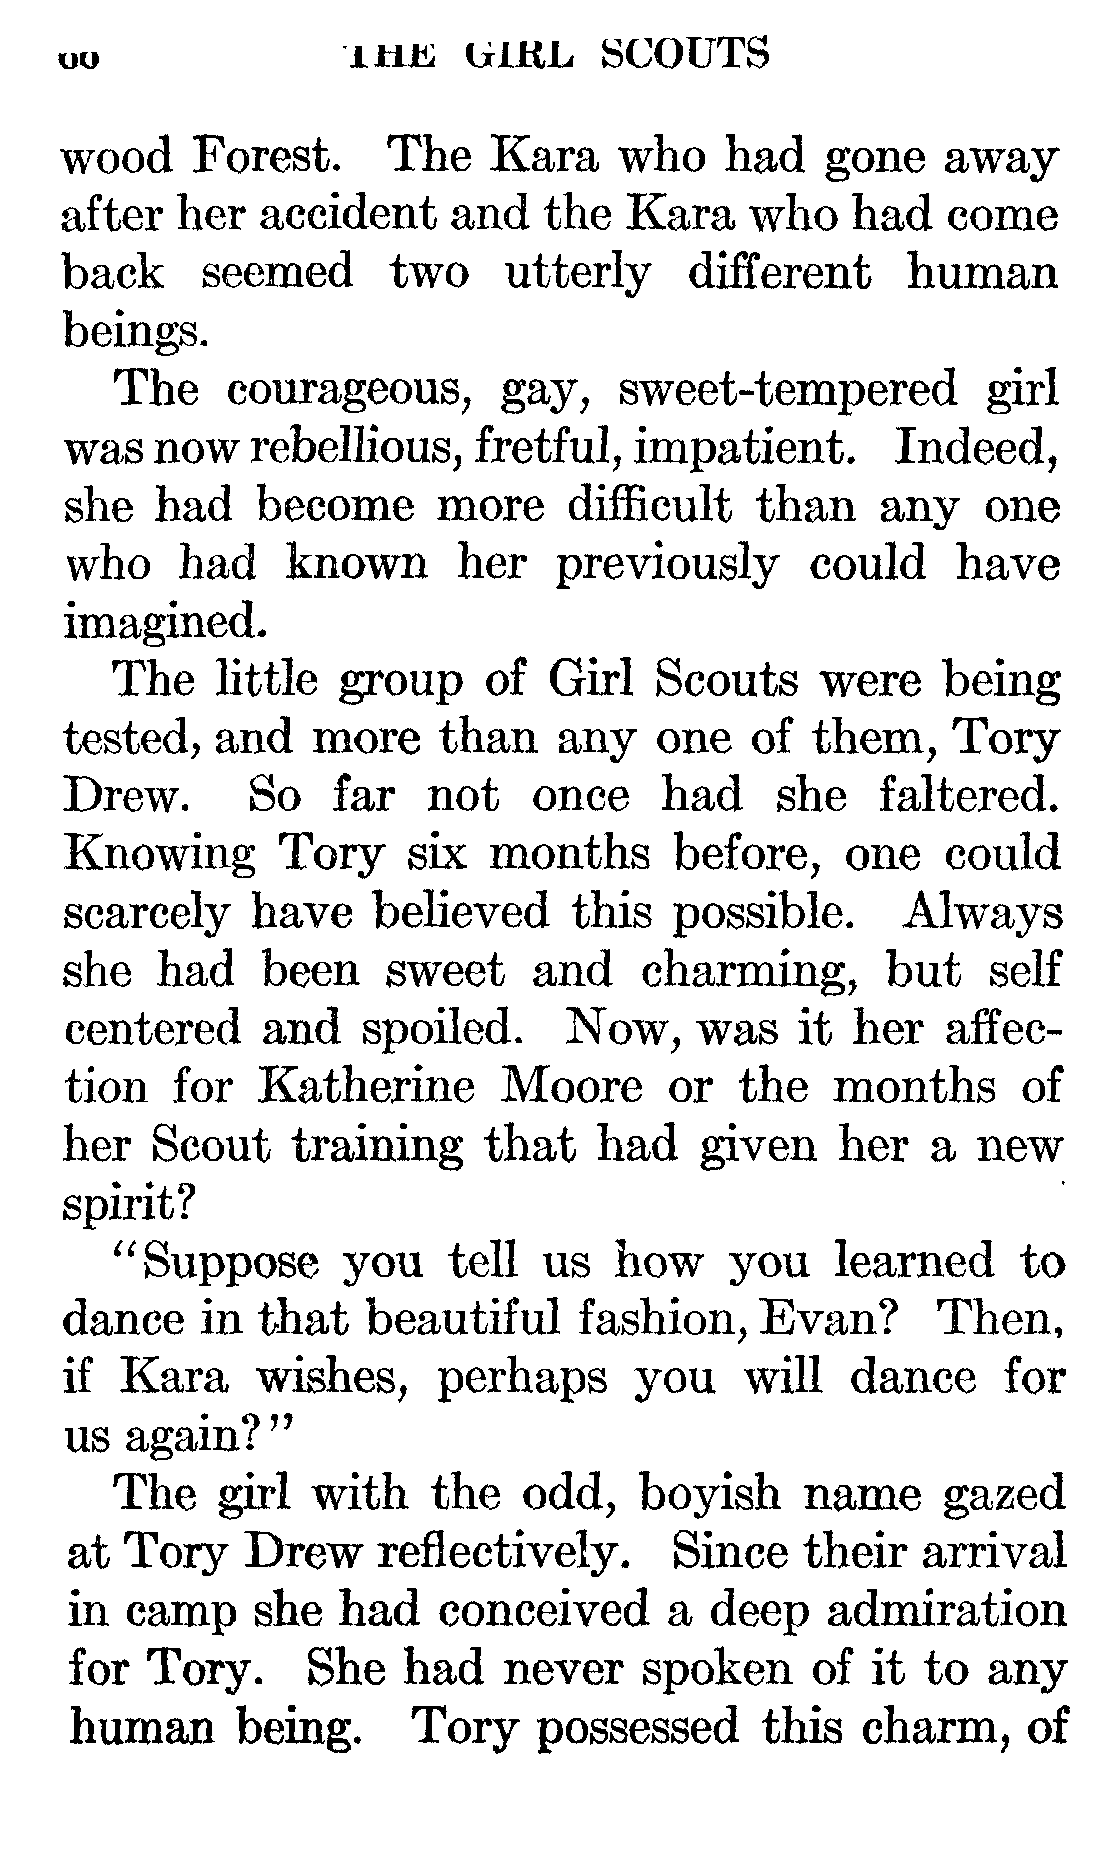 THE GIRL SCOUTS
wood Forest. The Kara who had gone away
after her accident and the Kara who had come
back seemed two utterly different human
beings.
The courageous, gay, sweet-tempered girl
was now rebellious, fretful, impatient. Indeed,
she had become more difficult than any one
who had known her previously could have
imagined.
The little group of Girl Scouts were being
tested, and more than any one of them, Tory
Drew. So far not once had she faltered.
Knowing Tory six months before, one could
scarcely have believed this possible. Always
she had been sweet and charming, but self
centered and spoiled. Now, was it her affec-
tion for Katherine Moore or the months of
her Scout training that had given her a new
spirit?
"Suppose you tell us how you learned to
dance in that beautiful fashion, Evan? Then,
if Kara wishes, perhaps you will dance for
us again?"
The girl with the odd, boyish name gazed
at Tory Drew reflectively. Since their arrival
in camp she had conceived a deep admiration
for Tory. She had never spoken of it to any
human being. Tory possessed this charm, of